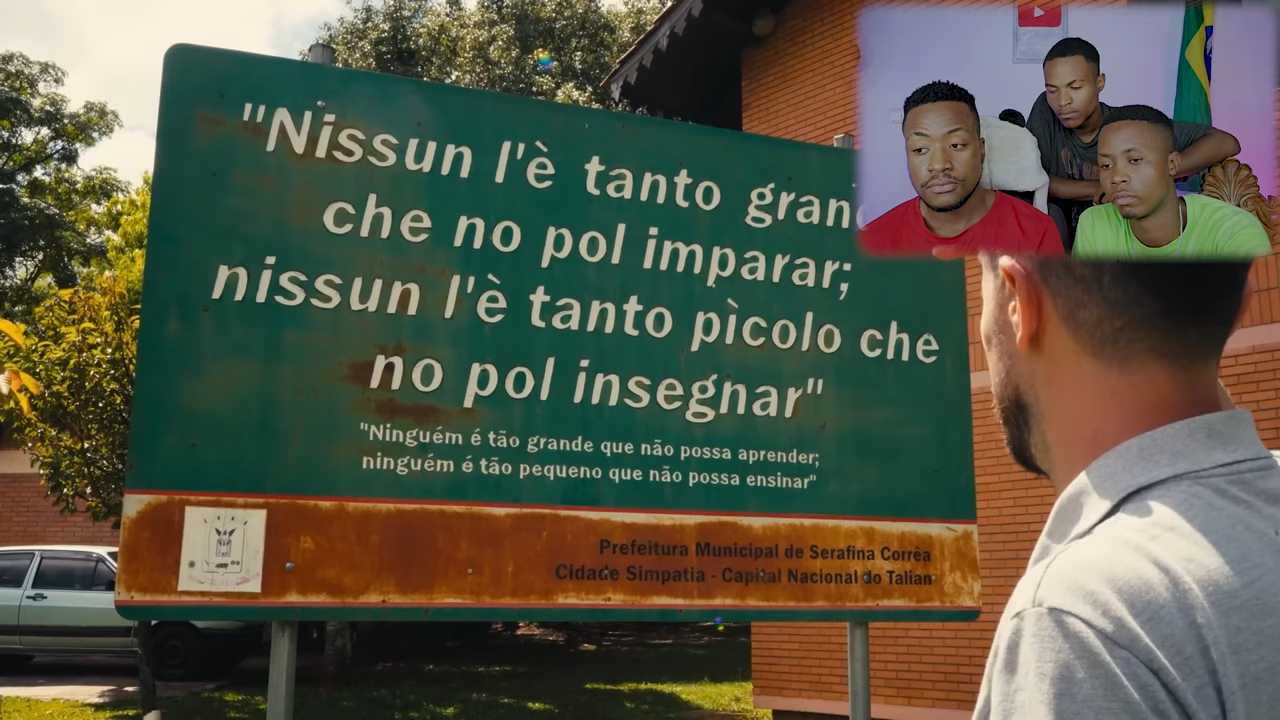 "Nissun l'è tanto gran
che no pol imparar;
nissun l'è tanto pìcolo che
no pol insegnar"
"Ninguém é tão grande que não possa aprender;
ninguém é tão pequeno que não possa ensinar"
Prefeitura Municipal de Serafina Corrêa
Cidade Simpatia - Capital Nacional do Talian